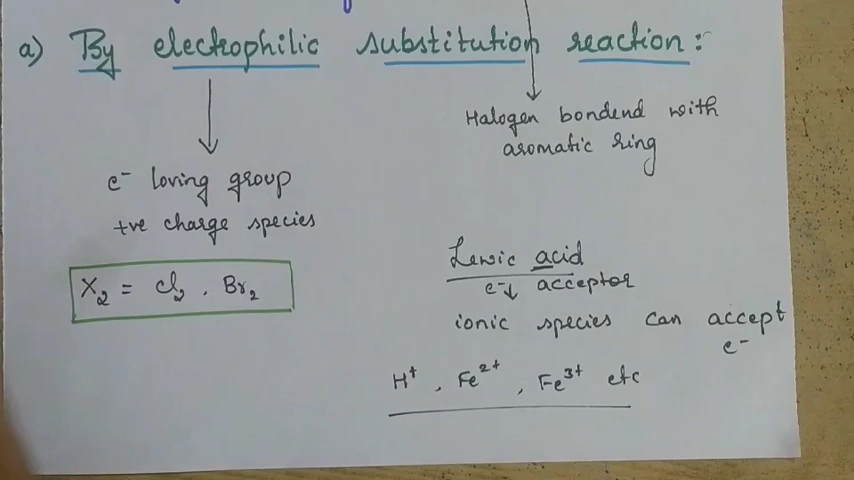 a) By electrophilic substitution reaction:
Halogen bondend with
aromatic ring
e⁻ loving group
+ve charge species
X₂ = Cl₂ , Br₂
Lewic acid
e⁻ acceptor
ionic species can accept
e⁻
H⁺ , Fe²⁺ , Fe³⁺ etc